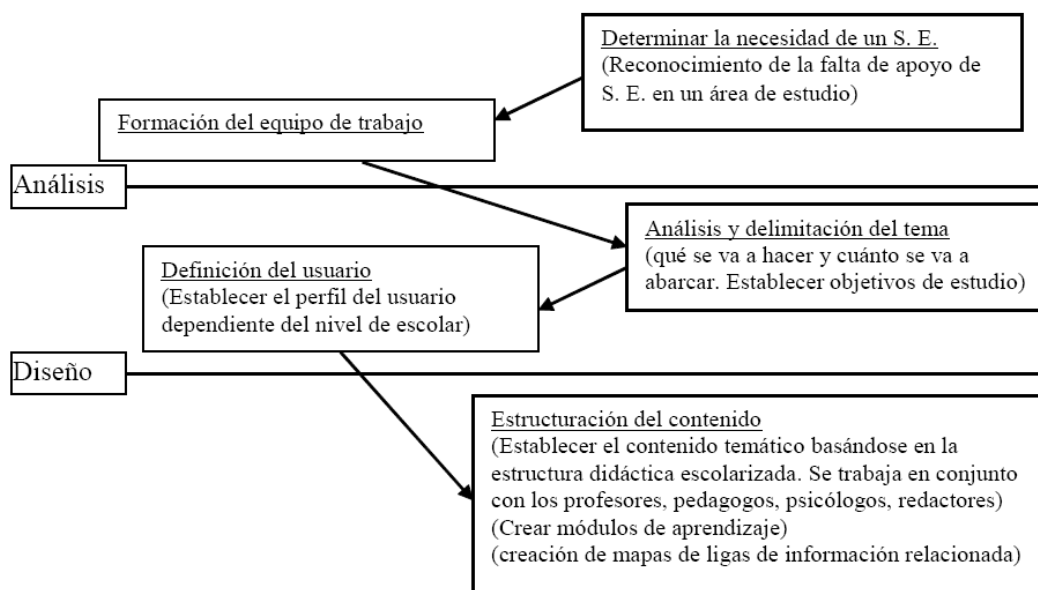 Determinar la necesidad de un S. E.
(Reconocimiento de la falta de apoyo de
S. E. en un área de estudio)
Formación del equipo de trabajo
Análisis
Análisis y delimitación del tema
(qué se va a hacer y cuánto se va a
abarcar. Establecer objetivos de estudio)
Definición del usuario
(Establecer el perfil del usuario
dependiente del nivel de escolar)
Diseño
Estructuración del contenido
(Establecer el contenido temático basándose en la
estructura didáctica escolarizada. Se trabaja en conjunto
con los profesores, pedagogos, psicólogos, redactores)
(Crear módulos de aprendizaje)
(creación de mapas de ligas de información relacionada)